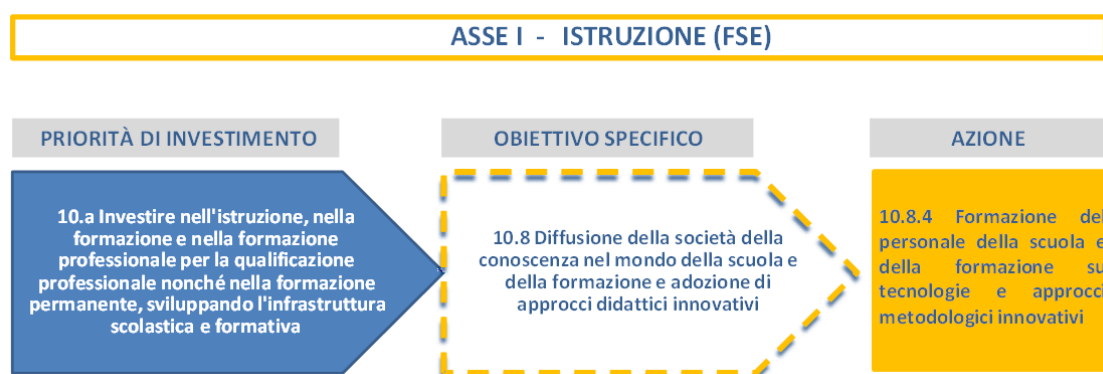 ASSE I - ISTRUZIONE (FSE)
PRIORITÀ DI INVESTIMENTO
OBIETTIVO SPECIFICO
AZIONE
10.a Investire nell'istruzione, nella
formazione e nella formazione
professionale per la qualificazione
professionale nonché nella formazione
permanente, sviluppando l'infrastruttura
scolastica e formativa
10.8 Diffusione della società della
conoscenza nel mondo della scuola e
della formazione e adozione di
approcci didattici innovativi
10.8.4 Formazione del
personale della scuola e
della formazione su
tecnologie e approcci
metodologici innovativi